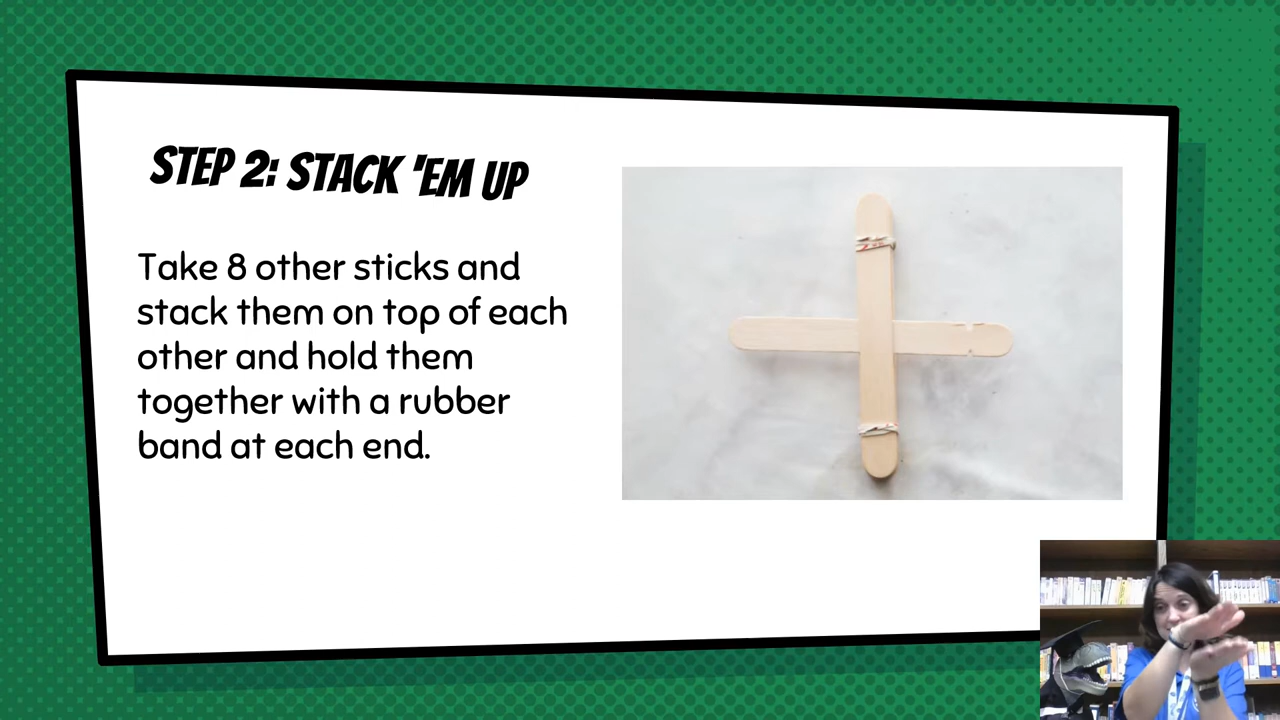 STEP 2: STACK 'EM UP
Take 8 other sticks and
stack them on top of each
other and hold them
together with a rubber
band at each end.